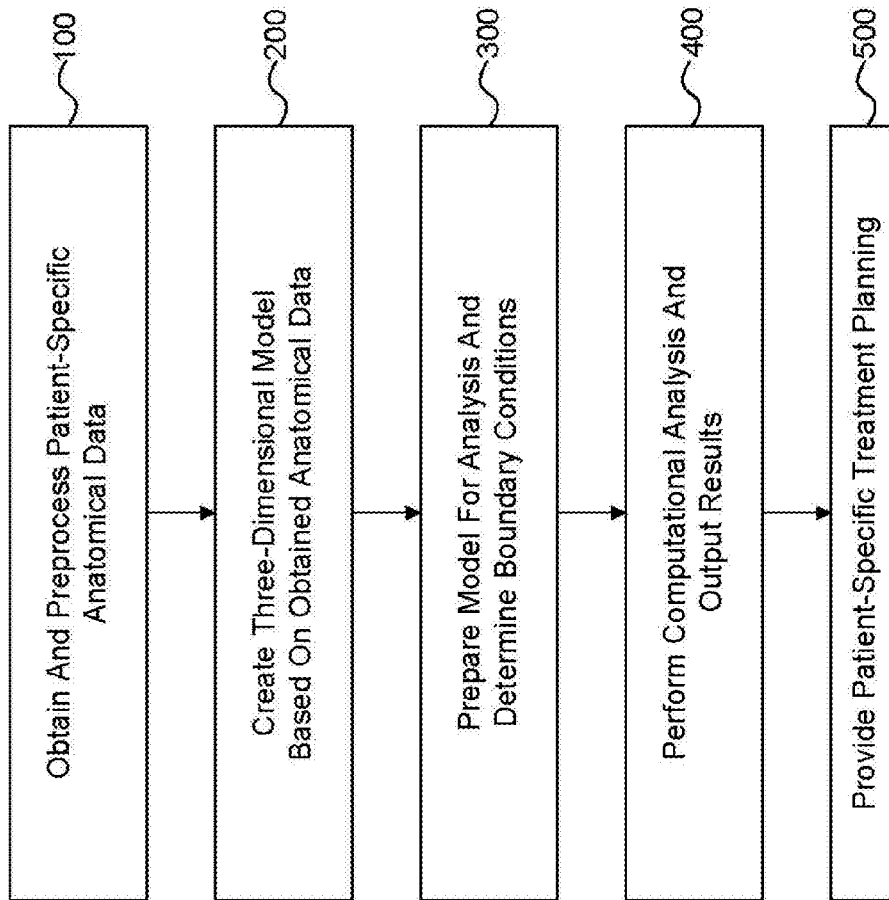 Obtain And Preprocess Patient-Specific
Anatomical Data
100
Create Three-Dimensional Model
Based On Obtained Anatomical Data
200
Prepare Model For Analysis And
Determine Boundary Conditions
300
Perform Computational Analysis And
Output Results
400
Provide Patient-Specific Treatment Planning
500